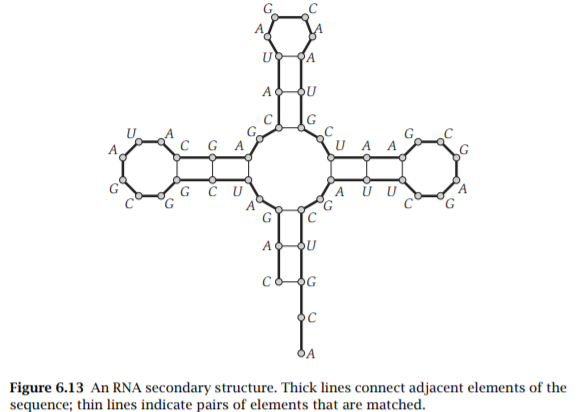 G C
A A
U A
A U
C G
U A G C G C
A C G A U A A G
G G C U A U U A
C G A G C G
G C
A U
C G
C
A
Figure 6.13 An RNA secondary structure. Thick lines connect adjacent elements of the
sequence; thin lines indicate pairs of elements that are matched.